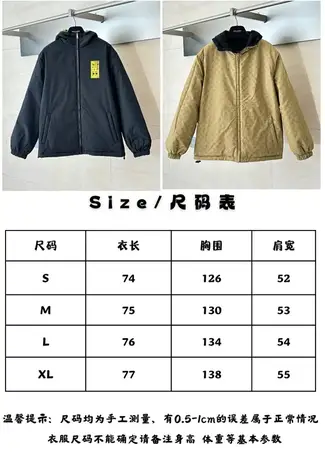 Size/尺码表
尺码 衣长 胸围 肩宽
S 74 126 52
M 75 130 53
L 76 134 54
XL 77 138 55
温馨提示：尺码均为手工测量、有0.5-1cm的误差属于正常情况
衣服尺码不能确定请备注身高 体重等基本参数